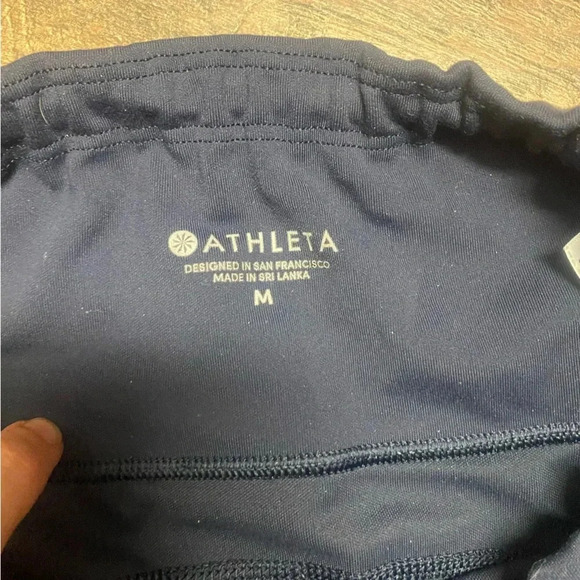 ATHLETA
DESIGNED IN SAN FRANCISCO
MADE IN SRI LANKA
M